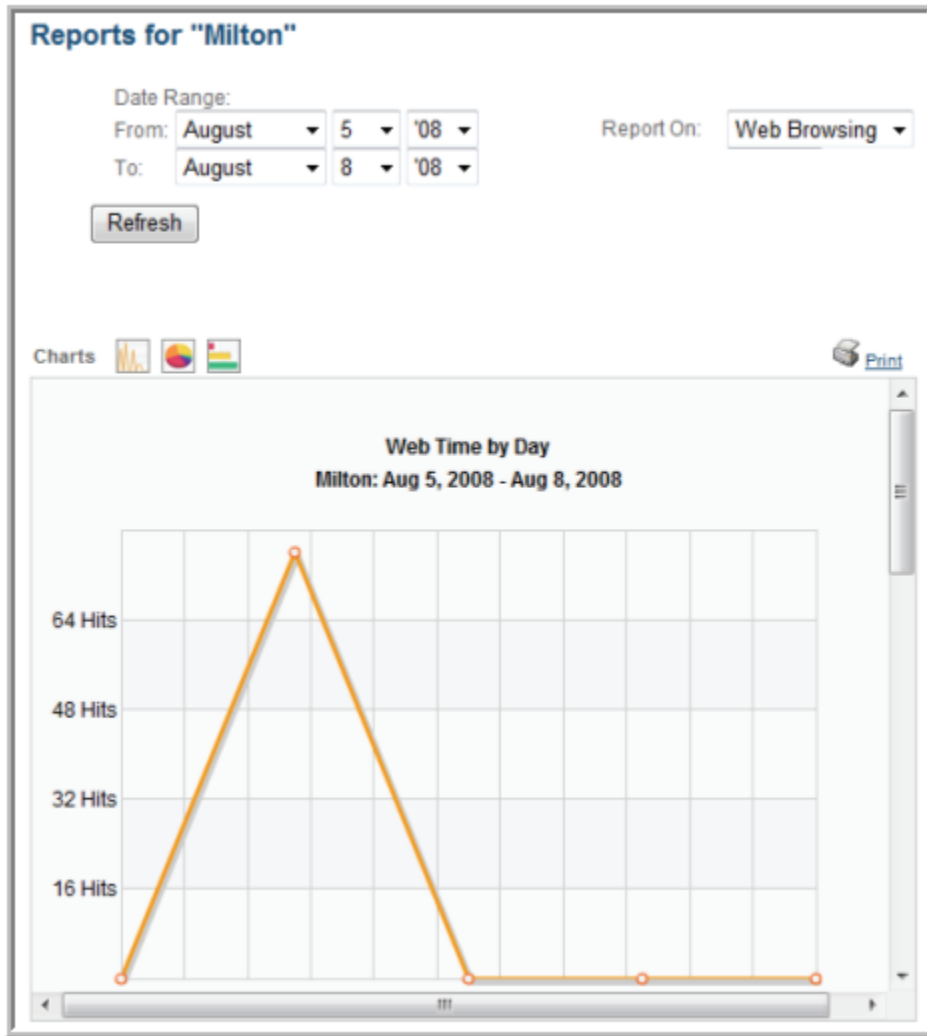 Reports for "Milton"
Date Range:
From: August 5 '08
Report On: Web Browsing
To: August 8 '08
Refresh
Charts
Print
Web Time by Day
Milton: Aug 5, 2008 - Aug 8, 2008
64 Hits
48 Hits
32 Hits
16 Hits